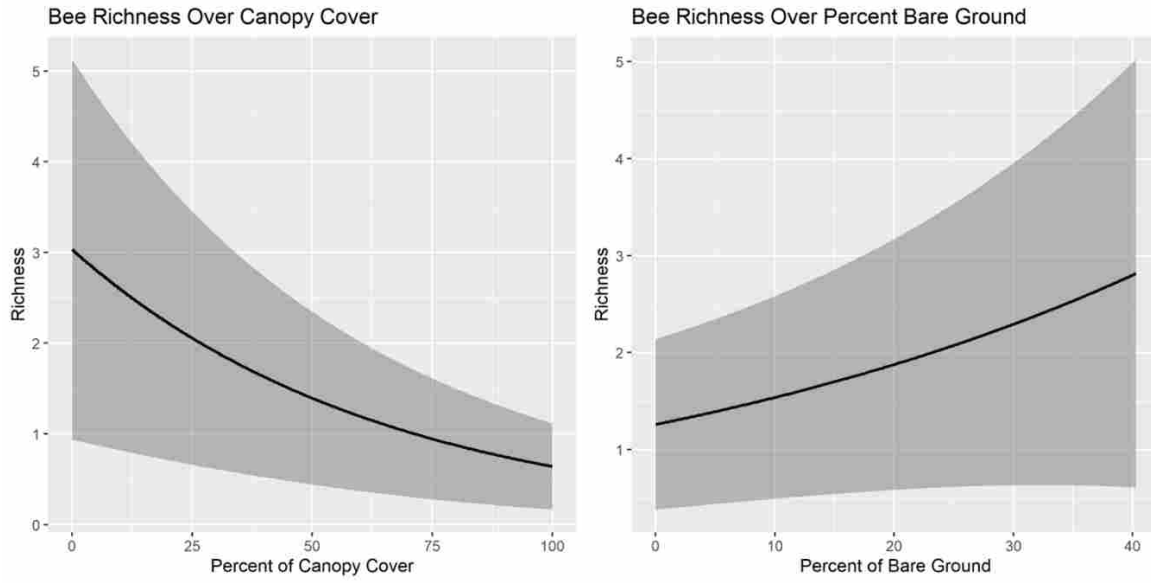 Bee Richness Over Canopy Cover
5
4
3
2
1
0
Richness
0 25 50 75 100
Percent of Canopy Cover
Bee Richness Over Percent Bare Ground
5
4
3
2
1
Richness
0 10 20 30 40
Percent of Bare Ground